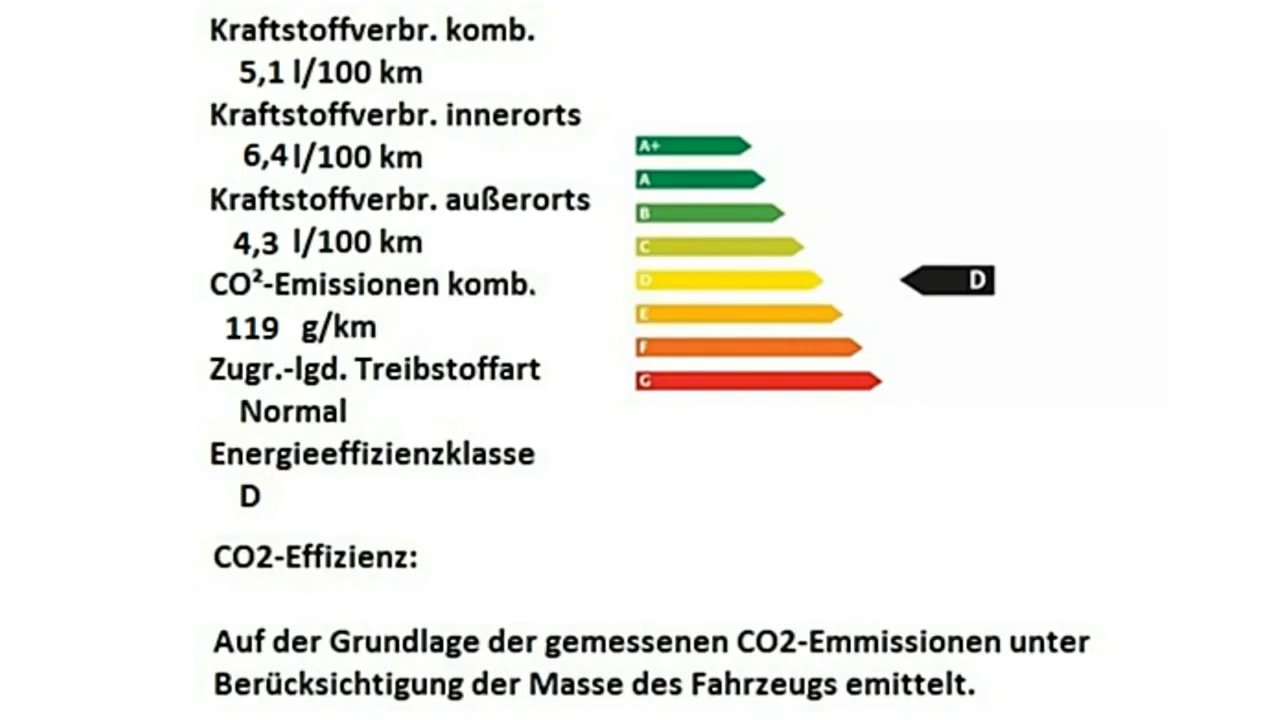 Kraftstoffverbr. komb.
5,1 l/100 km
Kraftstoffverbr. innerorts
6,4 l/100 km
Kraftstoffverbr. außerorts
4,3 l/100 km
CO²-Emissionen komb.
119 g/km
Zugr.-lgd. Treibstoffart
Normal
Energieeffizienzklasse
D
A+
A
B
C
D
D
E
F
G
CO2-Effizienz:
Auf der Grundlage der gemessenen CO2-Emmissionen unter
Berücksichtigung der Masse des Fahrzeugs emittelt.